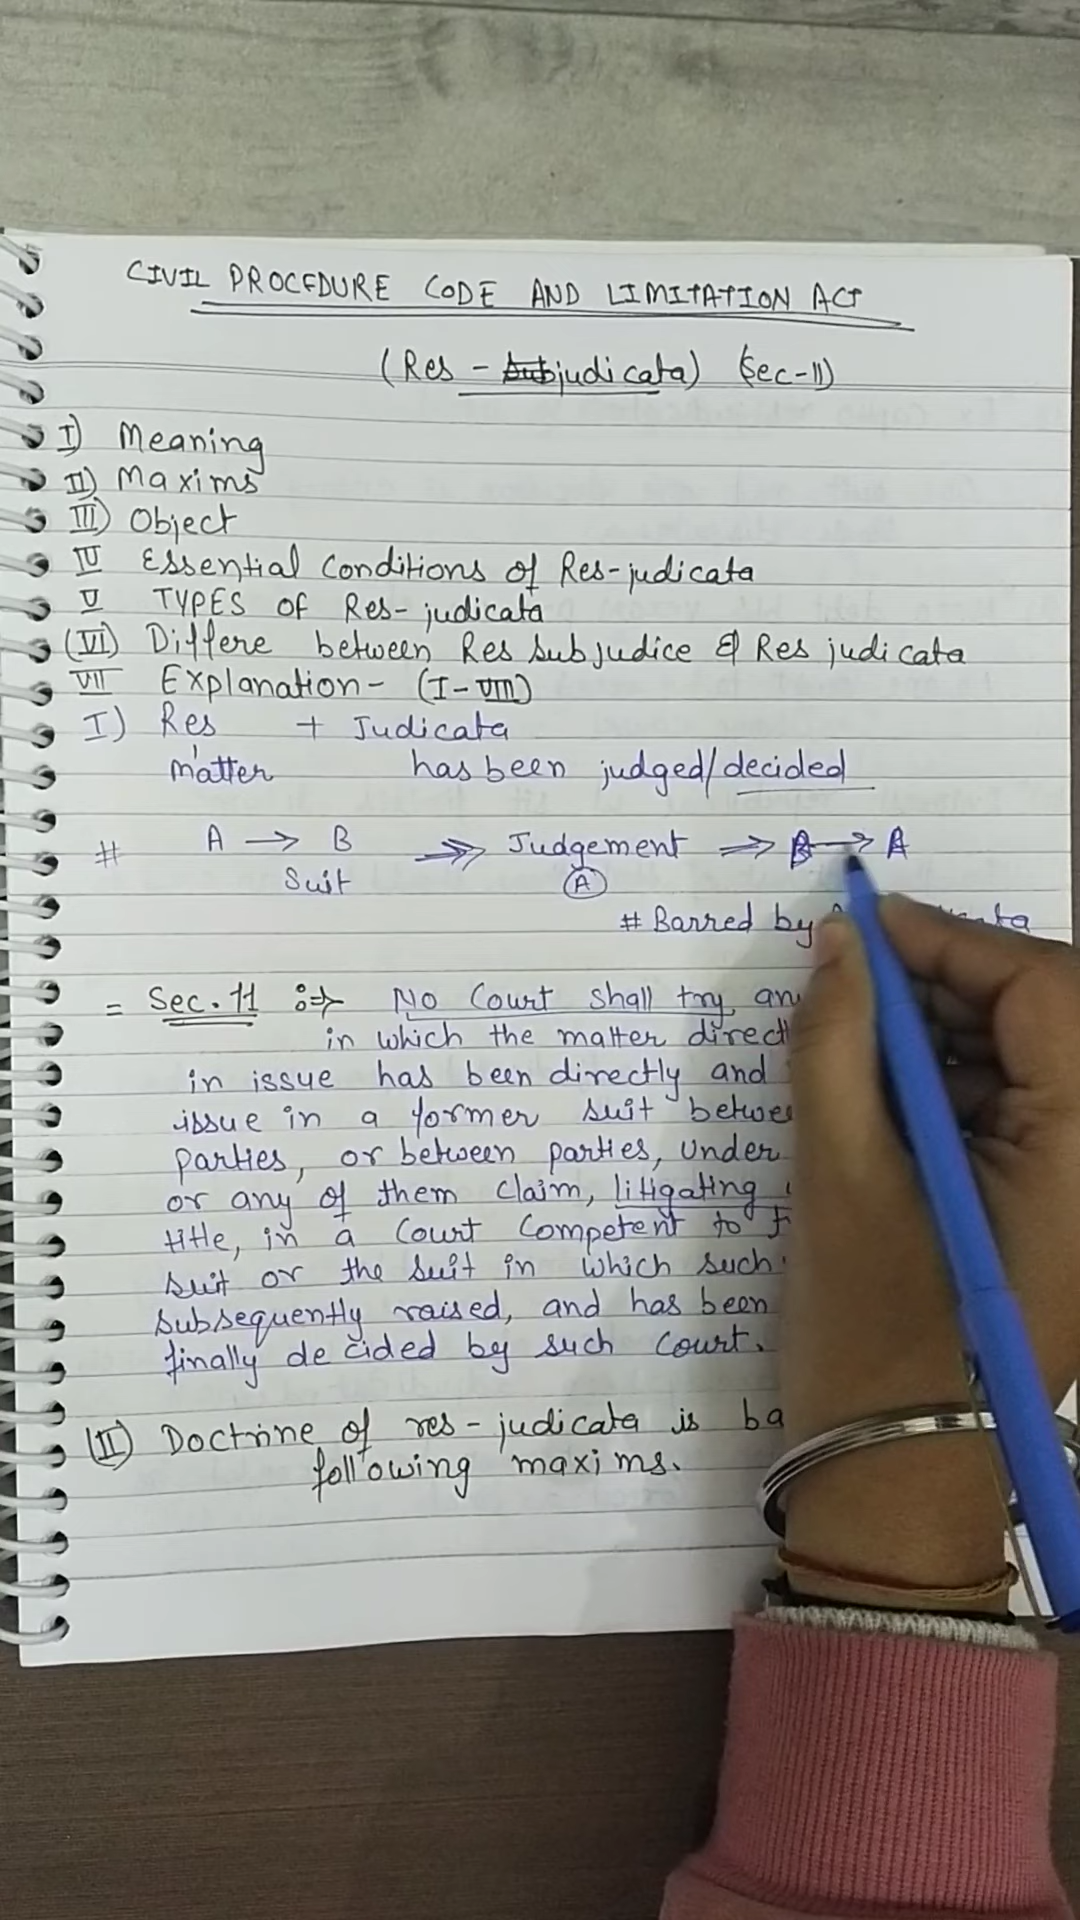 CIVIL PROCEDURE CODE AND LIMITATION ACT
(Res - judicata) (Sec-11)
I) Meaning
II) Maxims
III) Object
IV Essential Conditions of Res-judicata
V TYPES of Res-judicata
(VI) Differe between Res Subjudice & Res judicata
VII Explanation- (I-VIII)
I) Res + Judicata
matter has been judged/decided
# A → B ⇒ Judgement ⇒ B → A
Suit (A)
# Barred by
= Sec. 11 :⇒ No Court shall try, an
in which the matter direct
in issue has been directly and
issue in a former suit betwe
parties, or between parties, under
or any of them claim, litigating
title, in a Court Competent to
suit or the suit in which such
subsequently raised, and has been
finally decided by such Court.
(II) Doctrine of res-judicata is ba
following maxims.